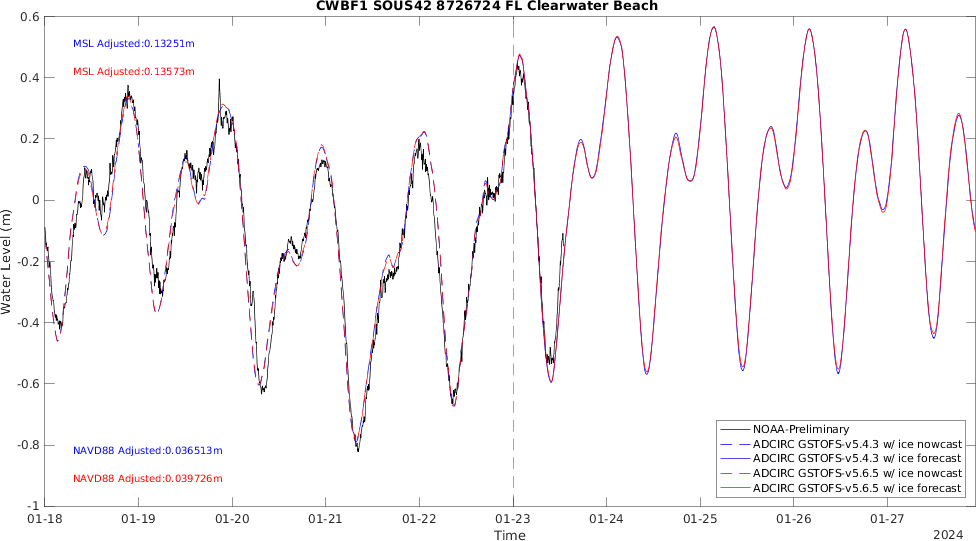 CWBF1 SOUS42 8726724 FL Clearwater Beach
0.6
MSL Adjusted:0.13251m
MSL Adjusted:0.13573m
0.4
0.2
0
-0.2
-0.4
-0.6
-0.8
-1
Water Level (m)
NAVD88 Adjusted:0.036513m
NAVD88 Adjusted:0.039726m
NOAA-Preliminary
ADCIRC GSTOFS-v5.4.3 w/ ice nowcast
ADCIRC GSTOFS-v5.4.3 w/ ice forecast
ADCIRC GSTOFS-v5.6.5 w/ ice nowcast
ADCIRC GSTOFS-v5.6.5 w/ ice forecast
01-18 01-19 01-20 01-21 01-22 01-23 01-24 01-25 01-26 01-27
Time
2024